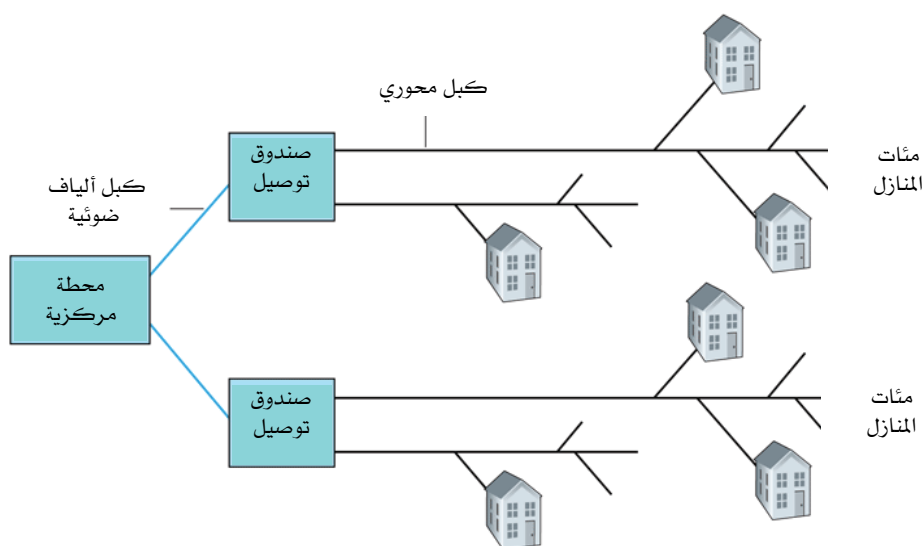 كبل محوري
صندوق
توصيل
مئات
المنازل
كبل ألياف
ضوئية
محطة
مركزية
صندوق
توصيل
مئات
المنازل